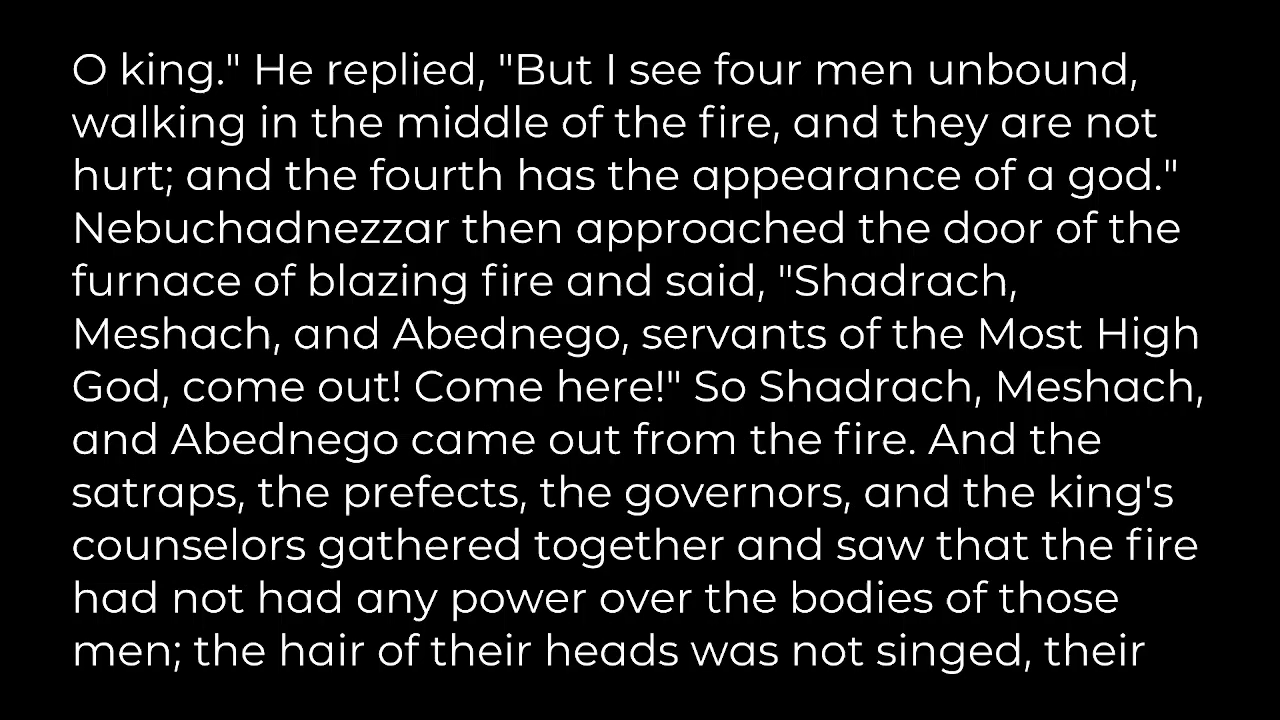 O king." He replied, "But I see four men unbound,
walking in the middle of the fire, and they are not
hurt; and the fourth has the appearance of a god."
Nebuchadnezzar then approached the door of the
furnace of blazing fire and said, "Shadrach,
Meshach, and Abednego, servants of the Most High
God, come out! Come here!" So Shadrach, Meshach,
and Abednego came out from the fire. And the
satraps, the prefects, the governors, and the king's
counselors gathered together and saw that the fire
had not had any power over the bodies of those
men; the hair of their heads was not singed, their